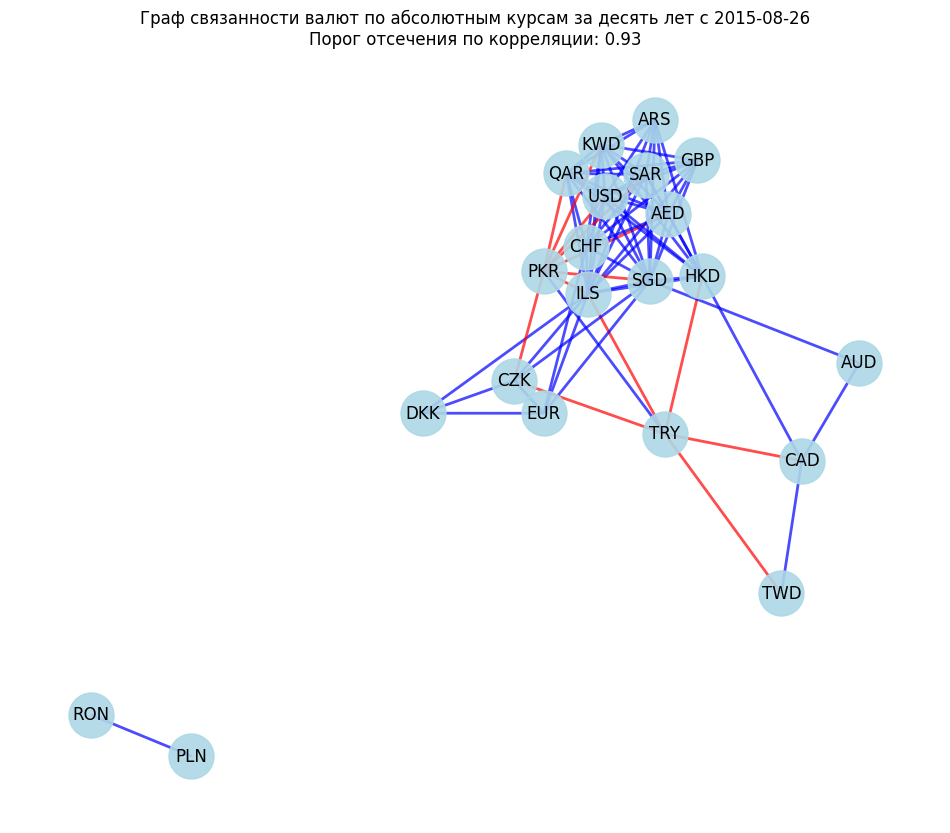 Граф связанности валют по абсолютным курсам за десять лет с 2015-08-26
Порог отсечения по корреляции: 0.93
ARS
KWD
GBP
QAR
SAR
USD
AED
CHF
PKR
HKD
SGD
ILS
AUD
CZK
DKK
EUR
TRY
CAD
TWD
RON
PLN